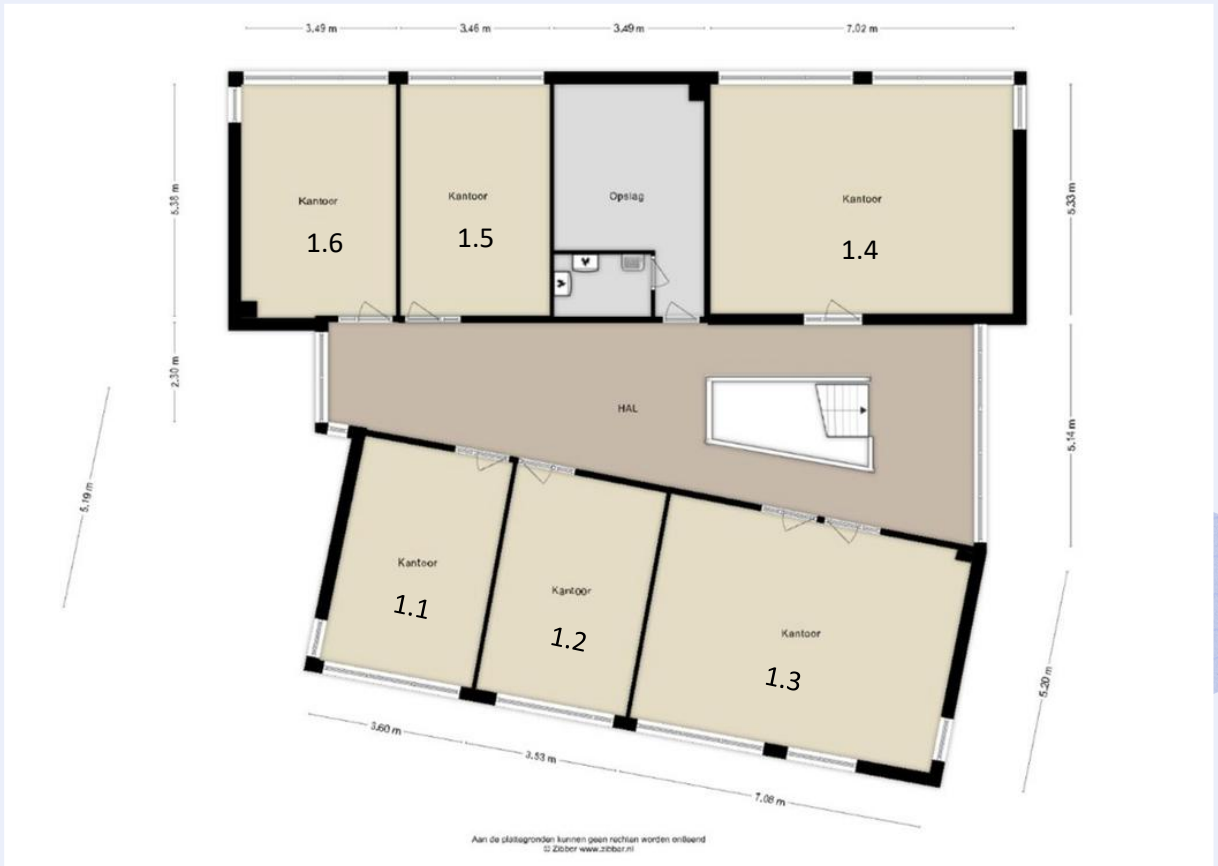 3.49 m 3.46 m 3.49 m 7.02 m
5.38 m
5.33 m
Kantoor
1.6
Kantoor
1.5
Opslag
Kantoor
1.4
2.30 m
HAL
5.14 m
5.19 m
Kantoor
1.1
Kantoor
1.2
Kantoor
1.3
5.20 m
3.60 m
3.53 m
7.08 m
Aan de plattegronden kunnen geen rechten worden ontleend
© Zibber www.zibber.nl